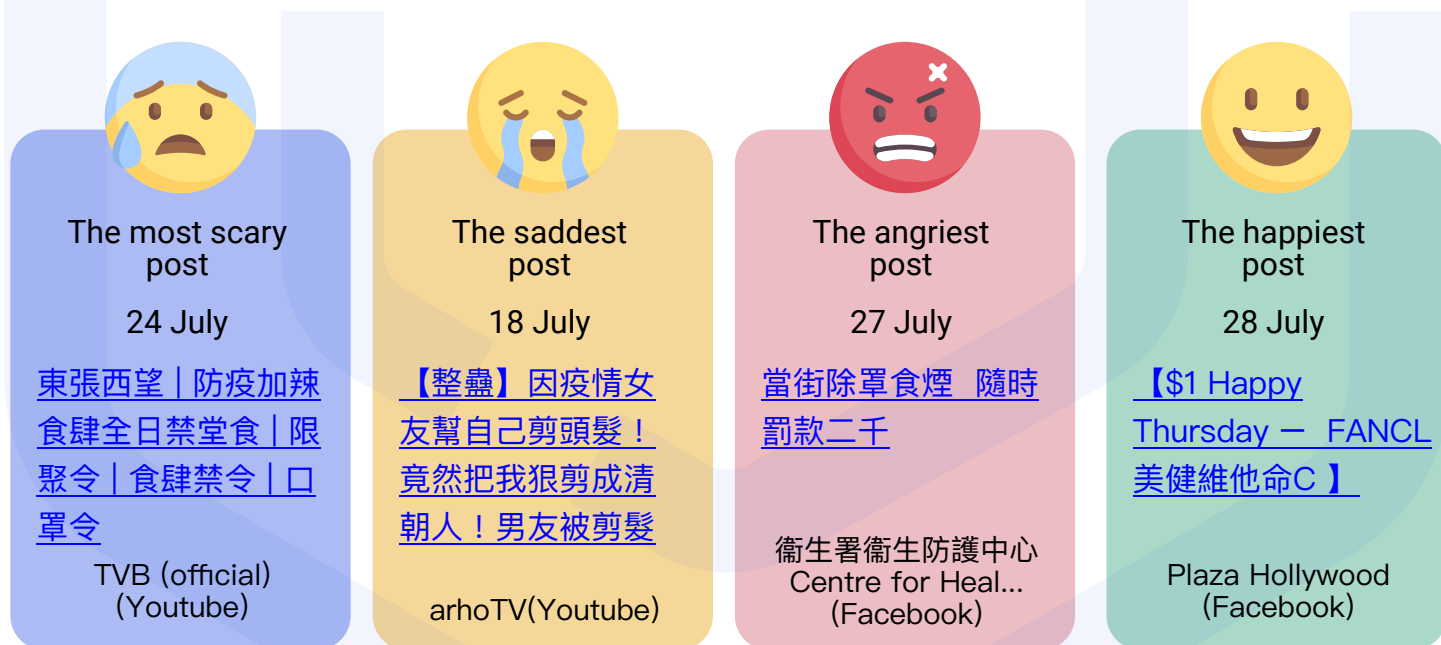 The most scary
post
24 July
東張西望 | 防疫加辣
食肆全日禁堂食 | 限
聚令 | 食肆禁令 | 口
罩令
TVB (official)
(Youtube)
The saddest
post
18 July
【整蠱】因疫情女
友幫自己剪頭髮！
竟然把我狠剪成清
朝人！男友被剪髮
arhoTV(Youtube)
The angriest
post
27 July
當街除罩食煙 隨時
罰款二千
衞生署衞生防護中心
Centre for Heal...
(Facebook)
The happiest
post
28 July
【$1 Happy
Thursday － FANCL
美健維他命C 】
Plaza Hollywood
(Facebook)